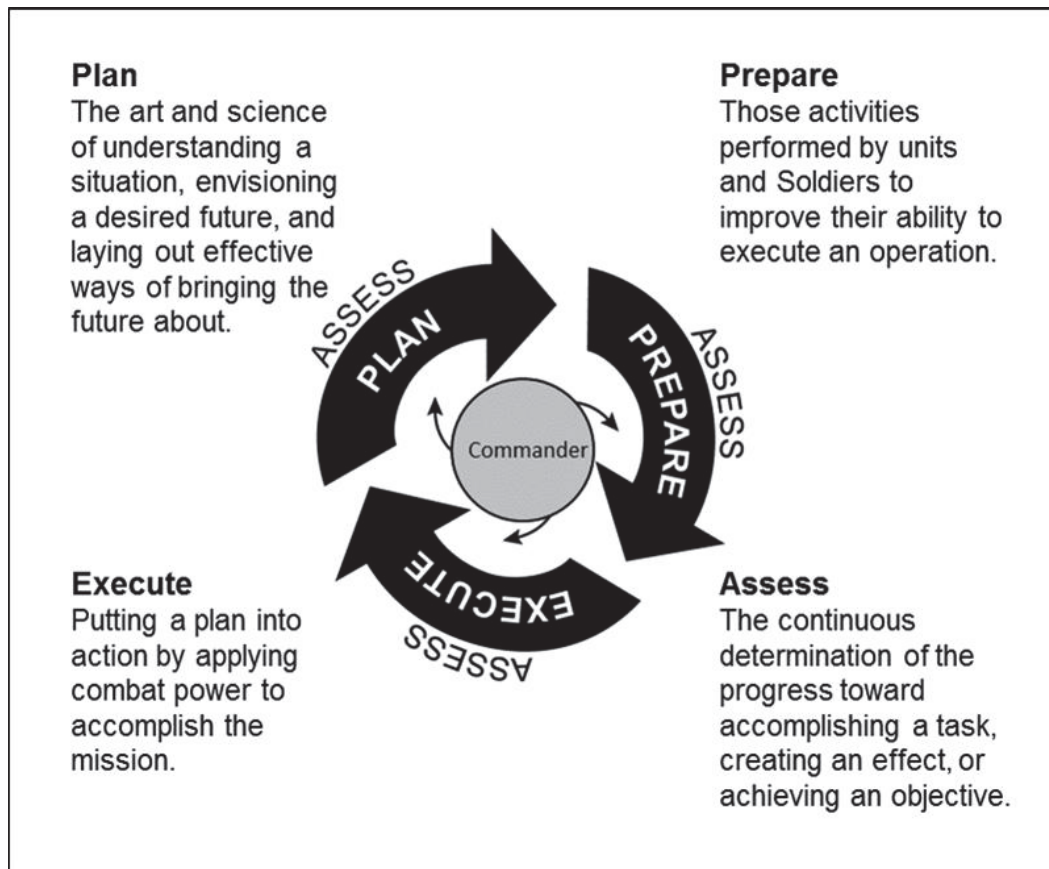 Plan
The art and science
of understanding a
situation, envisioning
a desired future, and
laying out effective
ways of bringing the
future about.
Prepare
Those activities
performed by units
and Soldiers to
improve their ability to
execute an operation.
ASSESS
PLAN
ASSESS
PREPARE
Commander
EXECUTE
ASSESS
Execute
Putting a plan into
action by applying
combat power to
accomplish the
mission.
Assess
The continuous
determination of the
progress toward
accomplishing a task,
creating an effect, or
achieving an objective.